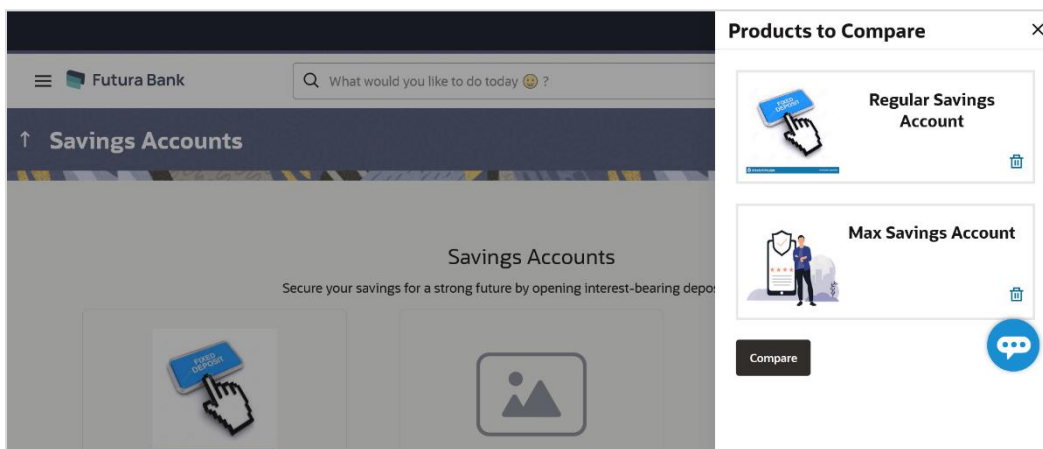 Products to Compare
Futura Bank
What would you like to do today 😀 ?
Savings Accounts
Regular Savings
Account
FIXED
DEPOSIT
Max Savings Account
Savings Accounts
Secure your savings for a strong future by opening interest-bearing depo
Compare
FIXED
DEPOSIT